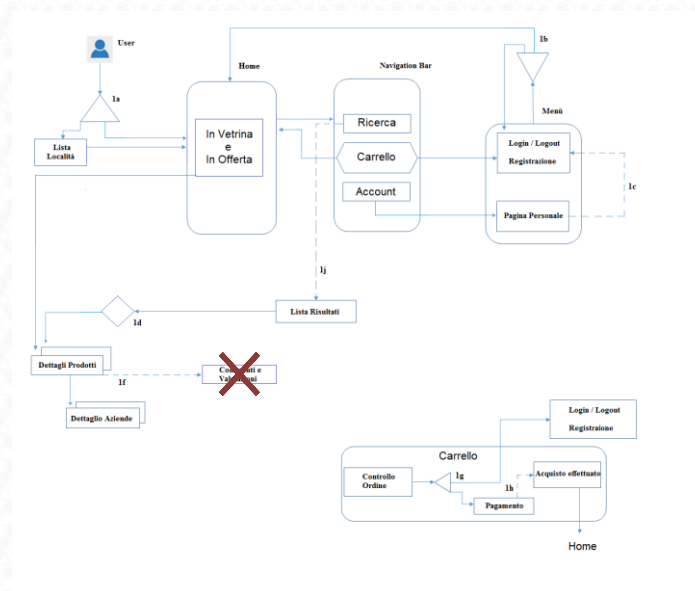 User
1b
Home
Navigation Bar
1a
Menù
Ricerca
In Vetrina
e
In Offerta
Login / Logout
Registrazione
Lista
Località
Carrello
Account
1c
Pagina Personale
1j
Lista Risultati
1d
Dettagli Prodotti
1f
e
Dettaglio Aziende
Login / Logout
Registraione
Carrello
Controllo
Ordine
1g
1h
Acquisto effettuato
Pagamento
Home